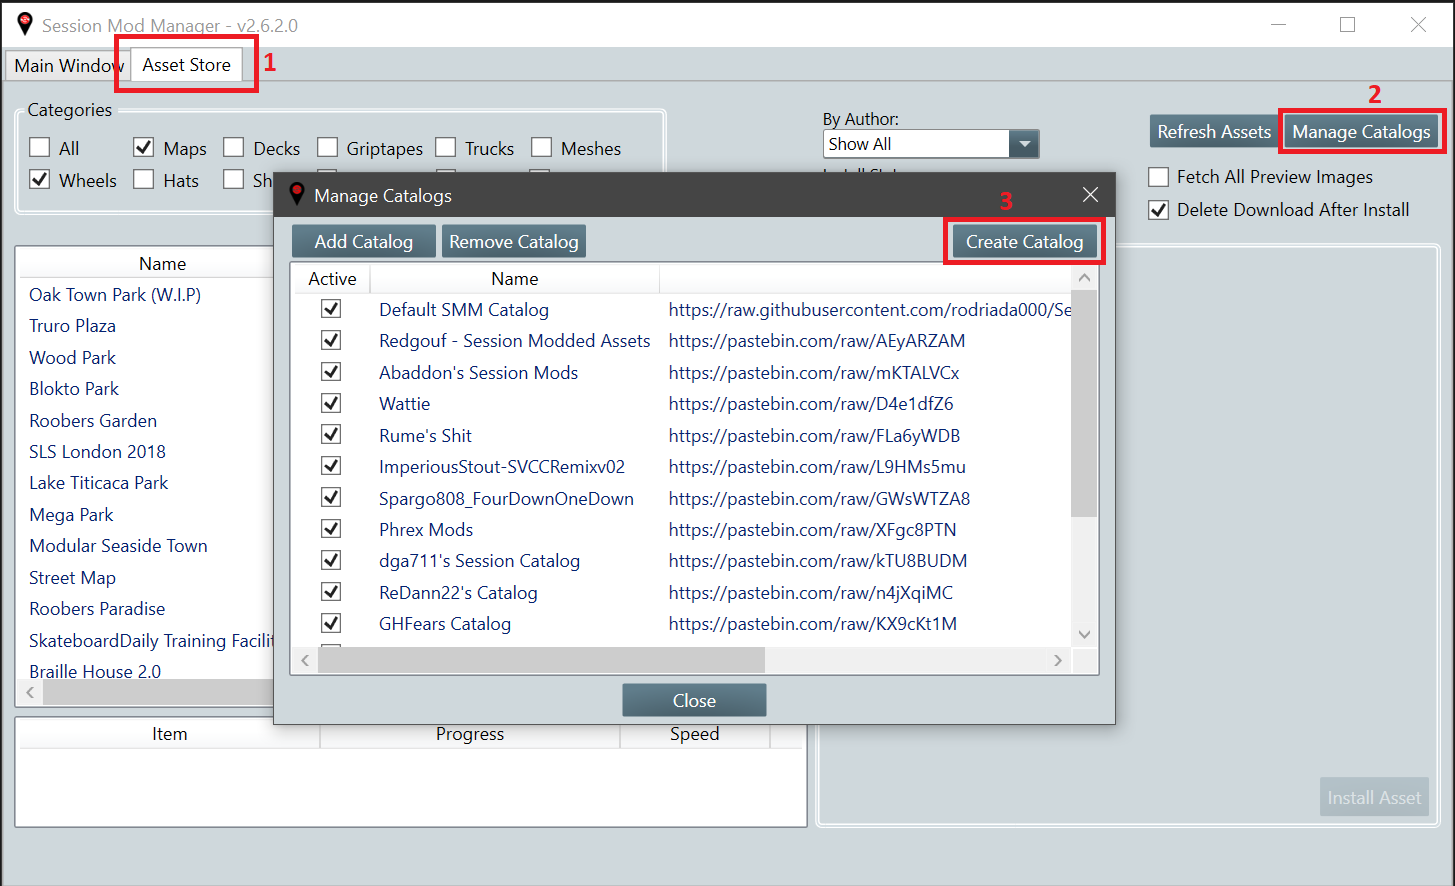 Session Mod Manager - v2.6.2.0
Main Window
Asset Store
1
Categories
All
Maps
Decks
Griptapes
Trucks
Meshes
Wheels
Hats
By Author:
Show All
2
Refresh Assets
Manage Catalogs
Fetch All Preview Images
Delete Download After Install
Manage Catalogs
3
Add Catalog
Remove Catalog
Create Catalog
Active Name
Default SMM Catalog https://raw.githubusercontent.com/rodriada000/Se
Redgouf - Session Modded Assets https://pastebin.com/raw/AEyARZAM
Abaddon's Session Mods https://pastebin.com/raw/mKTALVCx
Wattie https://pastebin.com/raw/D4e1dfZ6
Rume's Shit https://pastebin.com/raw/FLa6yWDB
ImperiousStout-SVCCRemixv02 https://pastebin.com/raw/L9HMs5mu
Spargo808_FourDownOneDown https://pastebin.com/raw/GWsWTZA8
Phrex Mods https://pastebin.com/raw/XFgc8PTN
dga711's Session Catalog https://pastebin.com/raw/kTU8BUDM
ReDann22's Catalog https://pastebin.com/raw/n4jXqiMC
GHFears Catalog https://pastebin.com/raw/KX9cKt1M
Close
Name
Oak Town Park (W.I.P)
Truro Plaza
Wood Park
Blokto Park
Roobers Garden
SLS London 2018
Lake Titicaca Park
Mega Park
Modular Seaside Town
Street Map
Roobers Paradise
SkateboardDaily Training Facilit
Braille House 2.0
Item Progress Speed
Install Asset